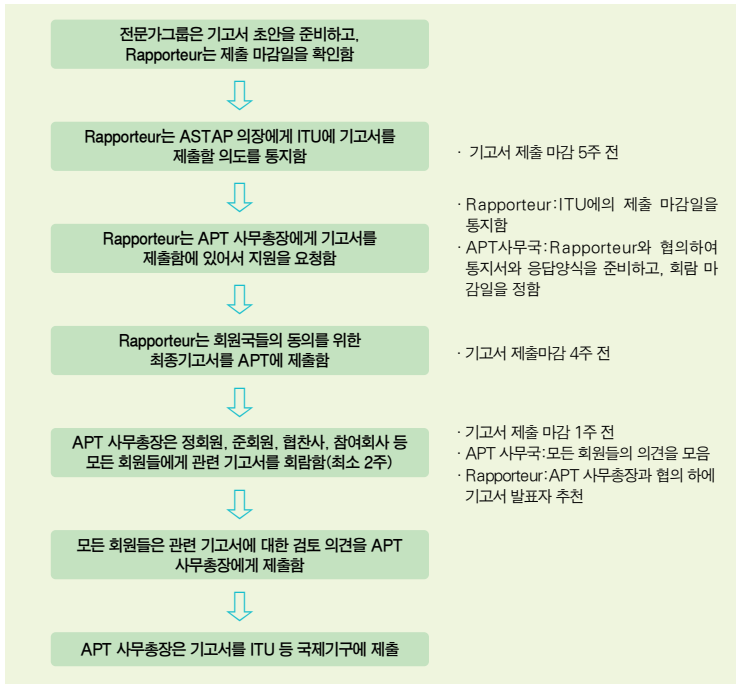 전문가그룹은 기고서 초안을 준비하고,
Rapporteur는 제출 마감일을 확인함
Rapporteur는 ASTAP 의장에게 ITU에 기고서를
제출할 의도를 통지함
· 기고서 제출 마감 5주 전
Rapporteur는 APT 사무총장에게 기고서를
제출함에 있어서 지원을 요청함
· Rapporteur:ITU에의 제출 마감일을
통지함
· APT사무국:Rapporteur와 협의하여
통지서와 응답양식을 준비하고, 회람 마
감일을 정함
Rapporteur는 회원국들의 동의를 위한
최종기고서를 APT에 제출함
· 기고서 제출마감 4주 전
APT 사무총장은 정회원, 준회원, 협찬사, 참여회사 등
모든 회원들에게 관련 기고서를 회람함(최소 2주)
· 기고서 제출 마감 1주 전
· APT 사무국:모든 회원들의 의견을 모음
· Rapporteur:APT 사무총장과 협의 하에
기고서 발표자 추천
모든 회원들은 관련 기고서에 대한 검토 의견을 APT
사무총장에게 제출함
APT 사무총장은 기고서를 ITU 등 국제기구에 제출